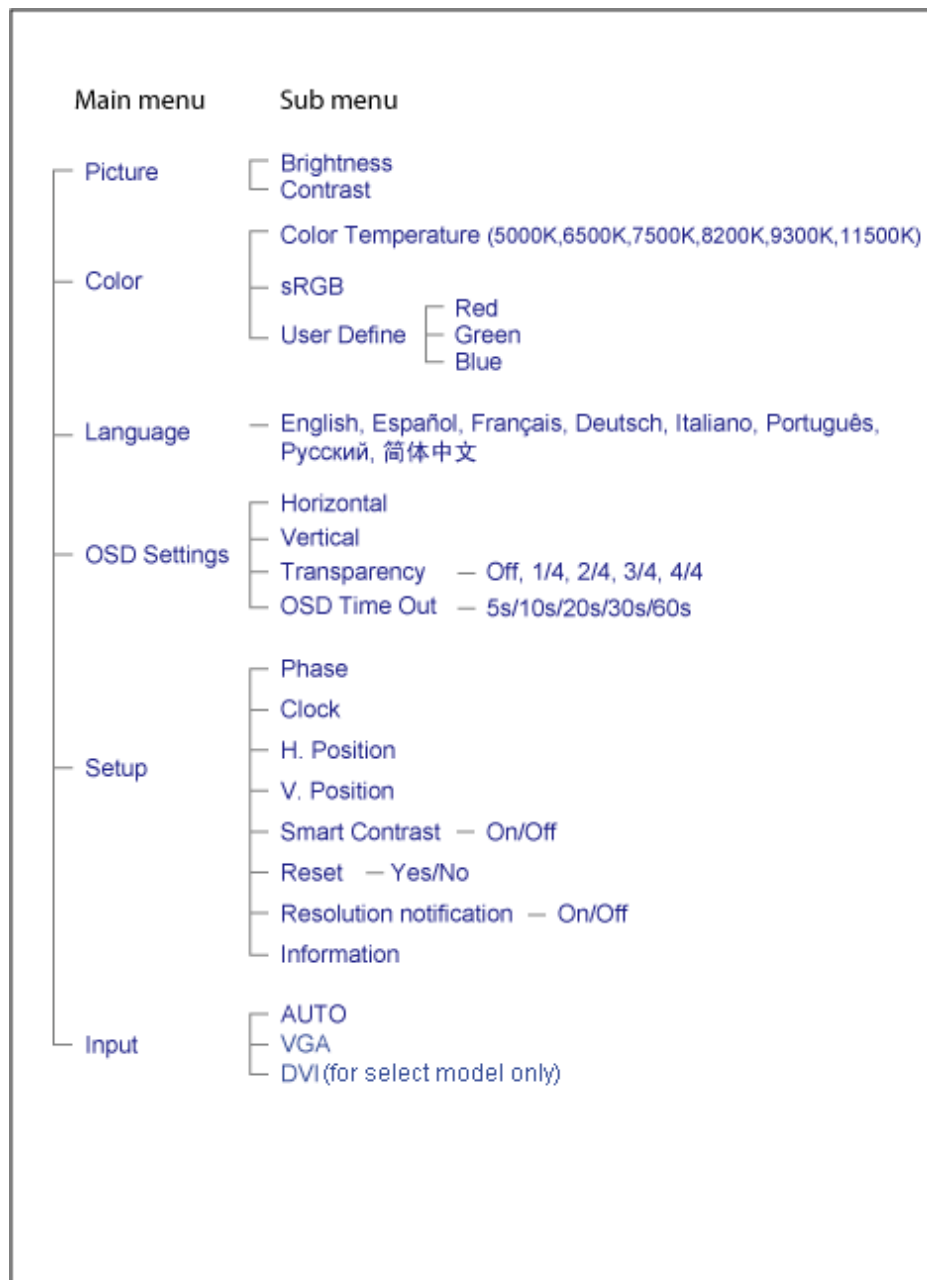 Main menu Sub menu
Picture Brightness
Contrast
Color Temperature (5000K,6500K,7500K,8200K,9300K,11500K)
Color sRGB
Red
User Define Green
Blue
Language English, Español, Français, Deutsch, Italiano, Português,
Русский, 简体中文
Horizontal
Vertical
OSD Settings
Transparency Off, 1/4, 2/4, 3/4, 4/4
OSD Time Out 5s/10s/20s/30s/60s
Phase
Clock
H. Position
Setup
V. Position
Smart Contrast On/Off
Reset Yes/No
Resolution notification On/Off
Information
AUTO
Input VGA
DVI(for select model only)